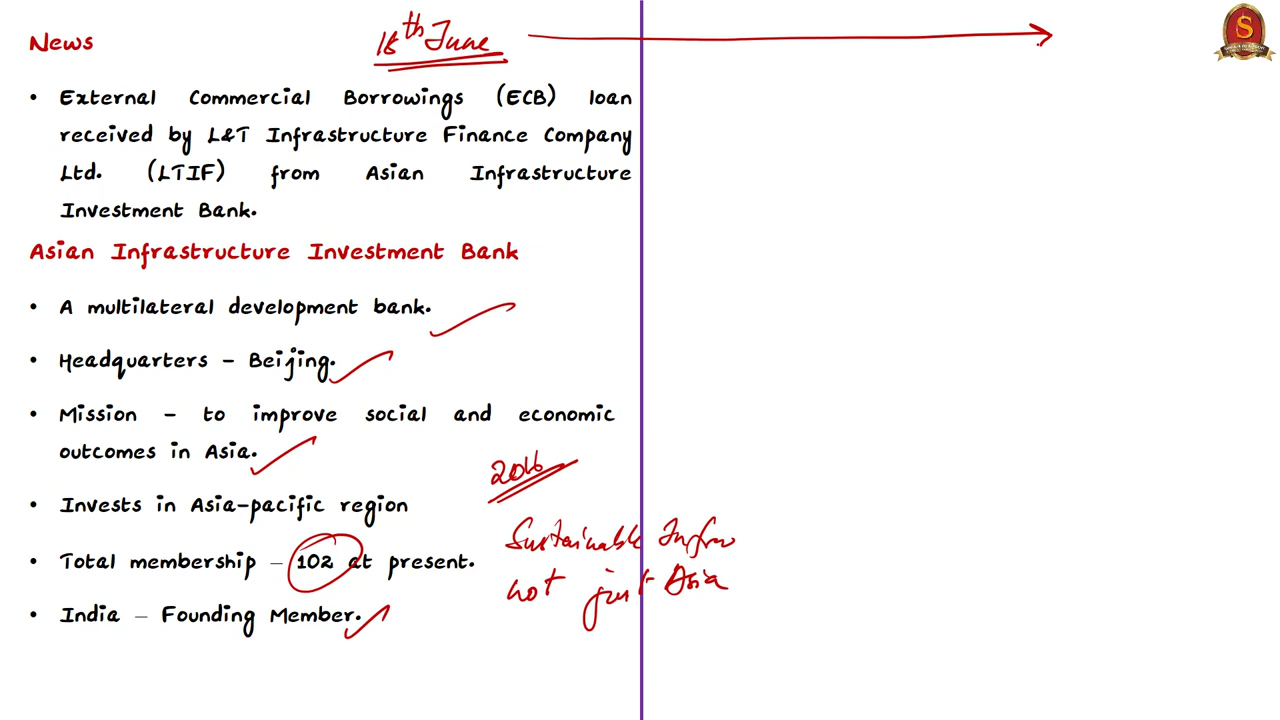 News
18th June
• External Commercial Borrowings (ECB) loan
received by L&T Infrastructure Finance Company
Ltd. (LTIF) from Asian Infrastructure
Investment Bank.
Asian Infrastructure Investment Bank
• A multilateral development bank.
• Headquarters – Beijing.
• Mission – to improve social and economic
outcomes in Asia.
2016
• Invests in Asia-pacific region
Sustainable Infra
• Total membership – 102 at present.
not just Asia
• India – Founding Member.
S